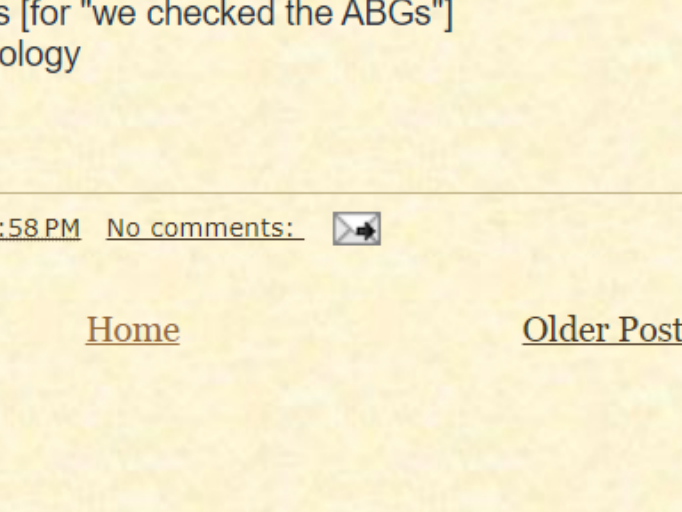 s [for "we checked the ABGs"]
ology
:58 PM No comments:
Home Older Post